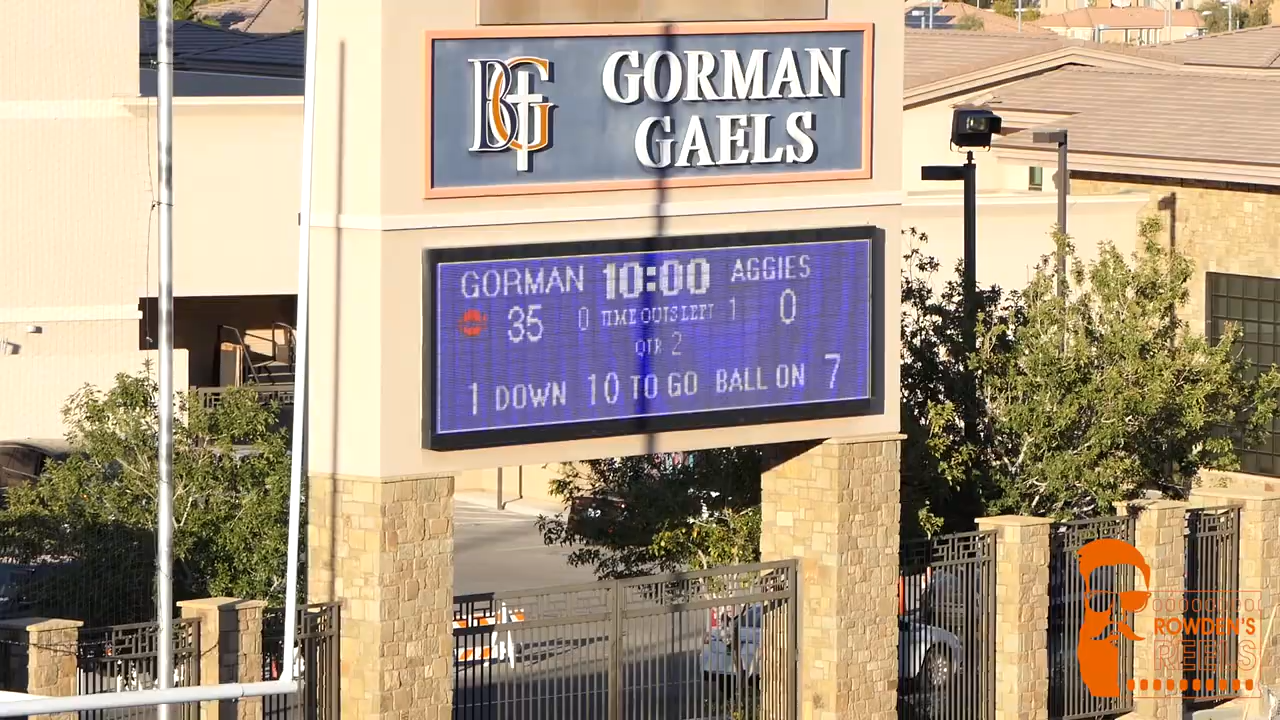 BG GORMAN
GAELS
GORMAN 10:00 AGGIES
35 0 TIME OUTS LEFT 1 0
QTR 2
1 DOWN 10 TO GO BALL ON 7
ROWDEN'S
REELS